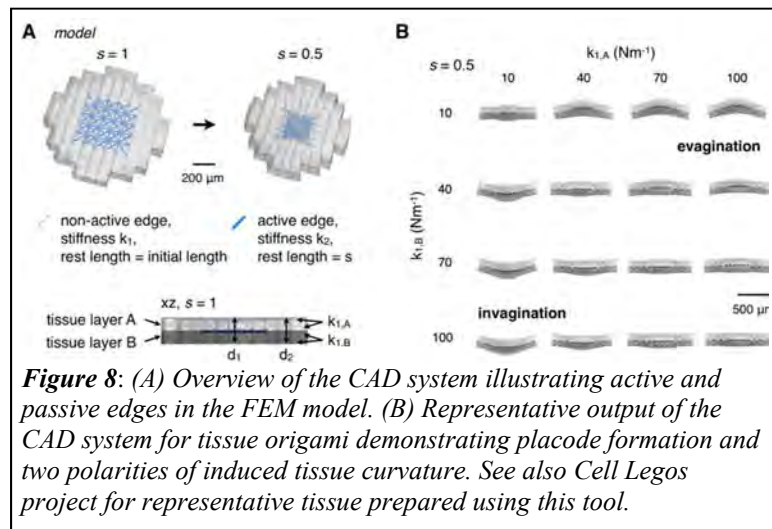 A model
s = 1
s = 0.5
200 µm
non-active edge,
stiffness k₁,
rest length = initial length
active edge,
stiffness k₂,
rest length = s
xz, s = 1
tissue layer A
tissue layer B
k₁,A
k₁,B
d₁ d₂
B
k₁,A (Nm⁻¹)
s = 0.5
10 40 70 100
10
evagination
40
k₁,B (Nm⁻¹)
70
invagination
500 µm
100
Figure 8: (A) Overview of the CAD system illustrating active and
passive edges in the FEM model. (B) Representative output of the
CAD system for tissue origami demonstrating placode formation and
two polarities of induced tissue curvature. See also Cell Legos
project for representative tissue prepared using this tool.